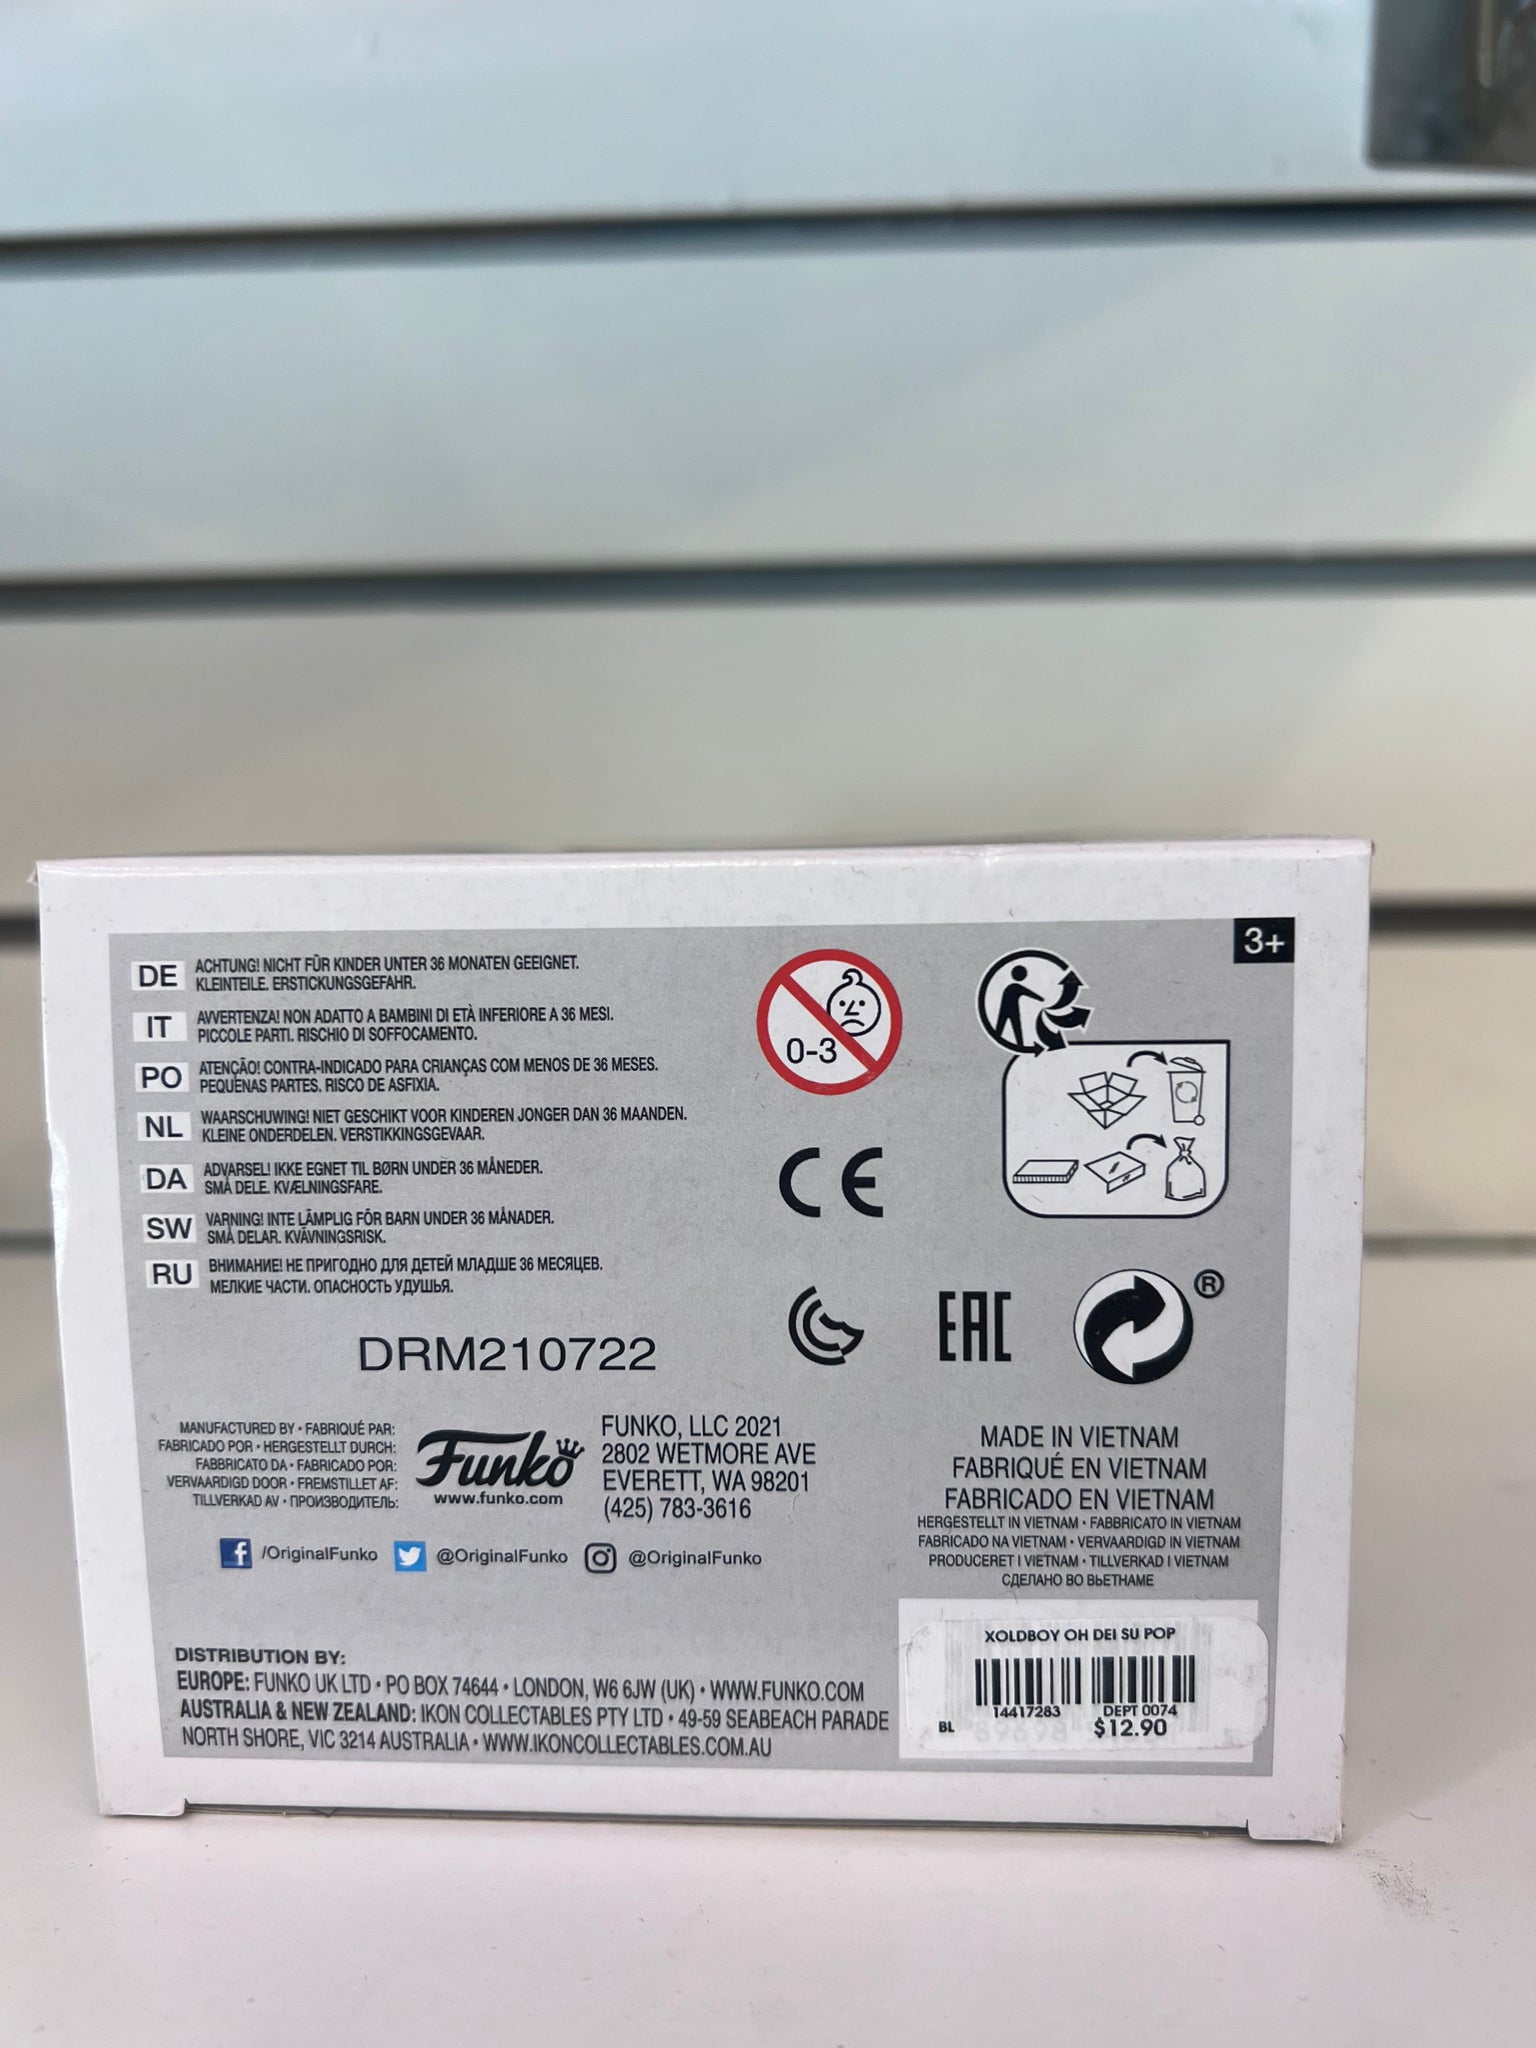 3+
DE ACHTUNG! NICHT FÜR KINDER UNTER 36 MONATEN GEEIGNET.
KLEINTEILE. ERSTICKUNGSGEFAHR.
IT AVVERTENZA! NON ADATTO A BAMBINI DI ETÀ INFERIORE A 36 MESI.
PICCOLE PARTI. RISCHIO DI SOFFOCAMENTO.
PO ATENÇÃO! CONTRA-INDICADO PARA CRIANÇAS COM MENOS DE 36 MESES.
PEQUENAS PARTES. RISCO DE ASFIXIA.
NL WAARSCHUWING! NIET GESCHIKT VOOR KINDEREN JONGER DAN 36 MAANDEN.
KLEINE ONDERDELEN. VERSTIKKINGSGEVAAR.
DA ADVARSEL! IKKE EGNET TIL BØRN UNDER 36 MÅNEDER.
SMÅ DELE. KVÆLNINGSFARE.
SW VARNING! INTE LÄMPLIG FÖR BARN UNDER 36 MÅNADER.
SMÅ DELAR. KVÄVNINGSRISK.
RU ВНИМАНИЕ! НЕ ПРИГОДНО ДЛЯ ДЕТЕЙ МЛАДШЕ 36 МЕСЯЦЕВ.
МЕЛКИЕ ЧАСТИ. ОПАСНОСТЬ УДУШЬЯ.
0-3
CE
EAC
®
DRM210722
MANUFACTURED BY • FABRIQUÉ PAR:
FABRICADO POR • HERGESTELLT DURCH:
FABBRICATO DA • FABRICADO POR:
VERVAARDIGD DOOR • FREMSTILLET AF:
TILLVERKAD AV • ПРОИЗВОДИТЕЛЬ:
Funko
www.funko.com
FUNKO, LLC 2021
2802 WETMORE AVE
EVERETT, WA 98201
(425) 783-3616
/OriginalFunko @OriginalFunko @OriginalFunko
MADE IN VIETNAM
FABRIQUÉ EN VIETNAM
FABRICADO EN VIETNAM
HERGESTELLT IN VIETNAM • FABBRICATO IN VIETNAM
FABRICADO NA VIETNAM • VERVAARDIGD IN VIETNAM
PRODUCERET I VIETNAM • TILLVERKAD I VIETNAM
СДЕЛАНО ВО ВЬЕТНАМЕ
DISTRIBUTION BY:
EUROPE: FUNKO UK LTD • PO BOX 74644 • LONDON, W6 6JW (UK) • WWW.FUNKO.COM
AUSTRALIA & NEW ZEALAND: IKON COLLECTABLES PTY LTD • 49-59 SEABEACH PARADE
NORTH SHORE, VIC 3214 AUSTRALIA • WWW.IKONCOLLECTABLES.COM.AU
XOLDBOY OH DEI SU POP
14417283 DEPT 0074
BL $12.90